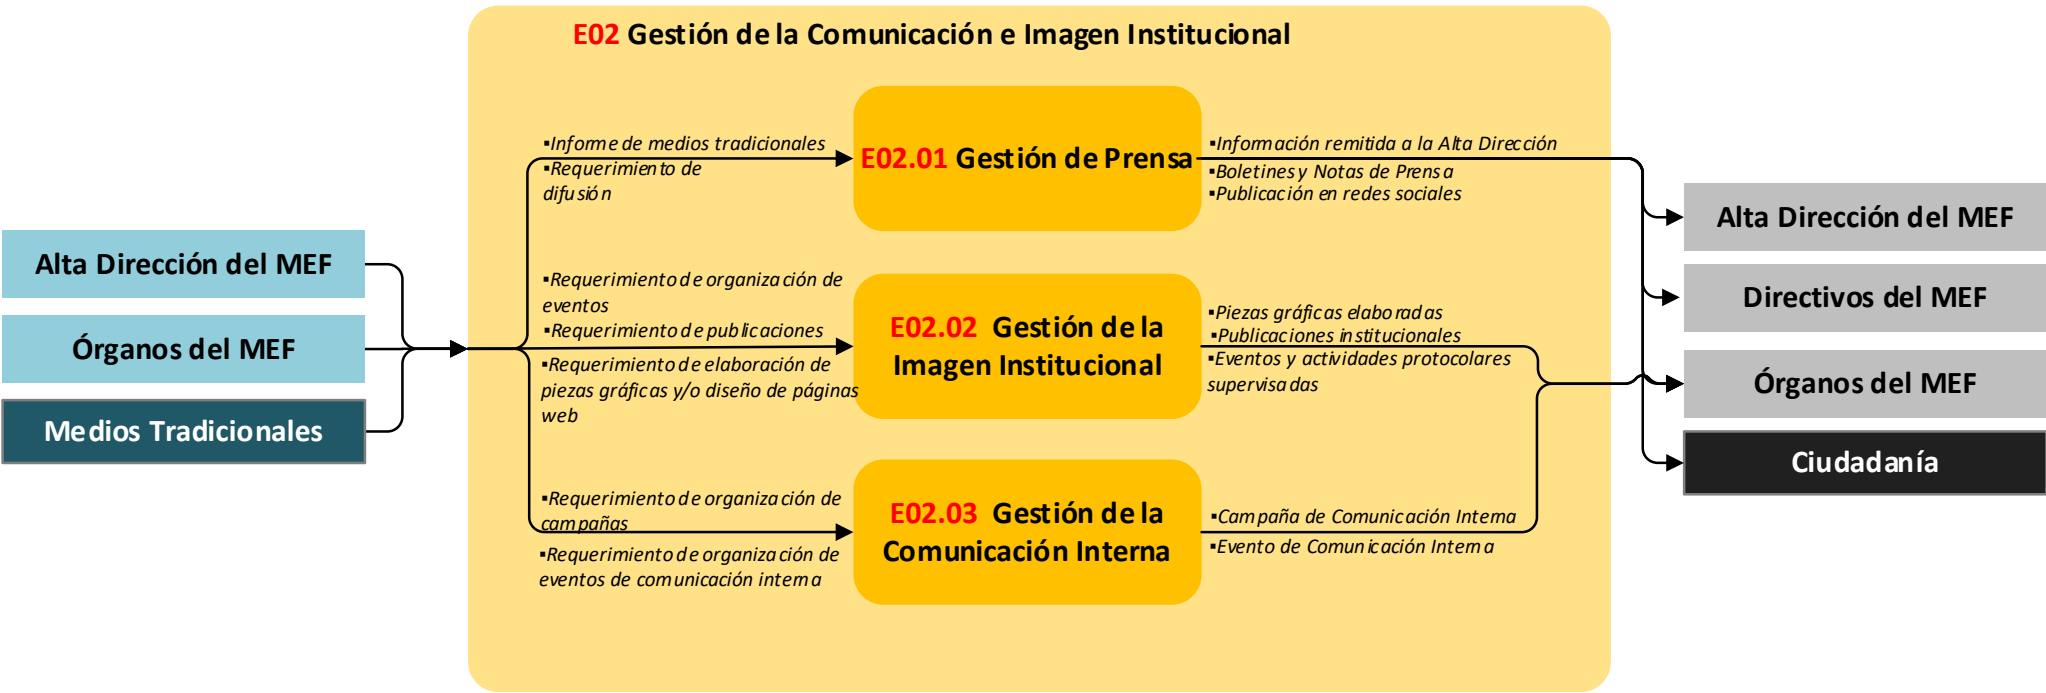 E02 Gestión de la Comunicación e Imagen Institucional
Alta Dirección del MEF
Órganos del MEF
Medios Tradicionales
▪Informe de medios tradicionales
▪Requerimiento de
difusión
▪Requerimiento de organización de
eventos
▪Requerimiento de publicaciones
▪Requerimiento de elaboración de
piezas gráficas y/o diseño de páginas
web
▪Requerimiento de organización de
campañas
▪Requerimiento de organización de
eventos de comunicación interna
E02.01 Gestión de Prensa
E02.02 Gestión de la
Imagen Institucional
E02.03 Gestión de la
Comunicación Interna
▪Información remitida a la Alta Dirección
▪Boletines y Notas de Prensa
▪Publicación en redes sociales
▪Piezas gráficas elaboradas
▪Publicaciones institucionales
▪Eventos y actividades protocolares
supervisadas
▪Campaña de Comunicación Interna
▪Evento de Comunicación Interna
Alta Dirección del MEF
Directivos del MEF
Órganos del MEF
Ciudadanía